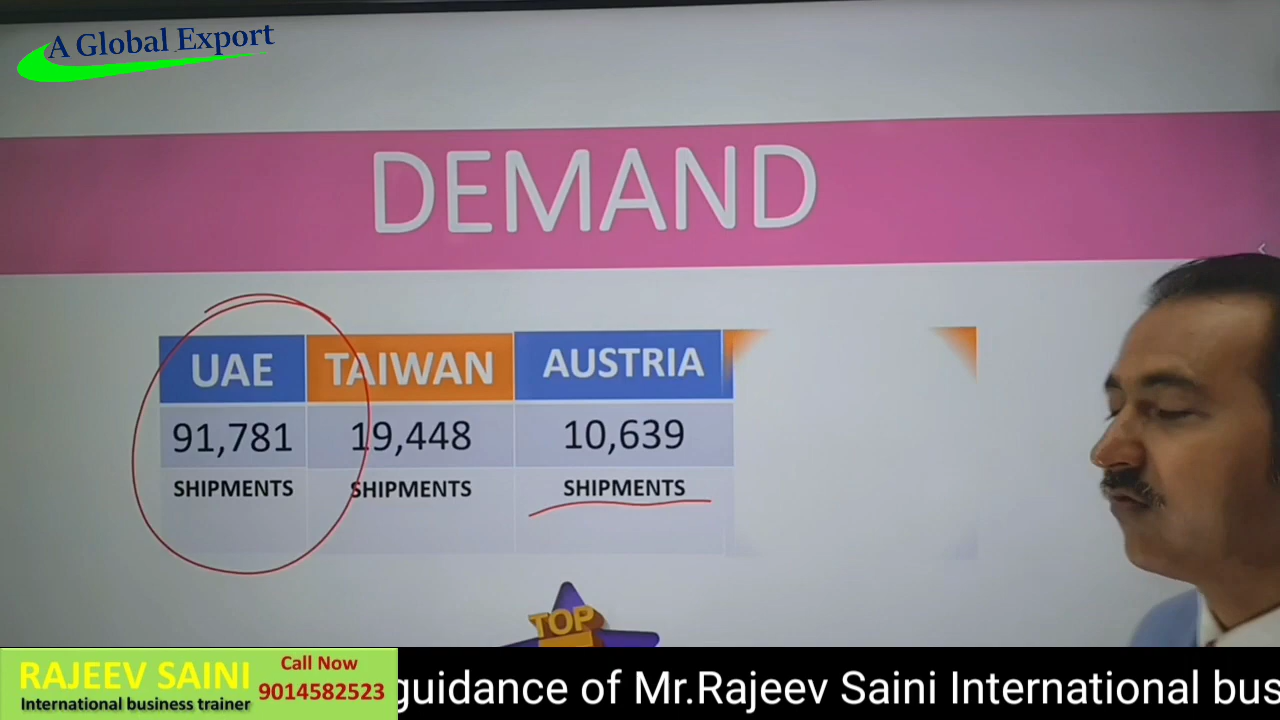 A Global Export
DEMAND
UAE TAIWAN AUSTRIA
91,781 19,448 10,639
SHIPMENTS SHIPMENTS SHIPMENTS
TOP
RAJEEV SAINI
International business trainer
Call Now
9014582523
guidance of Mr.Rajeev Saini International bus